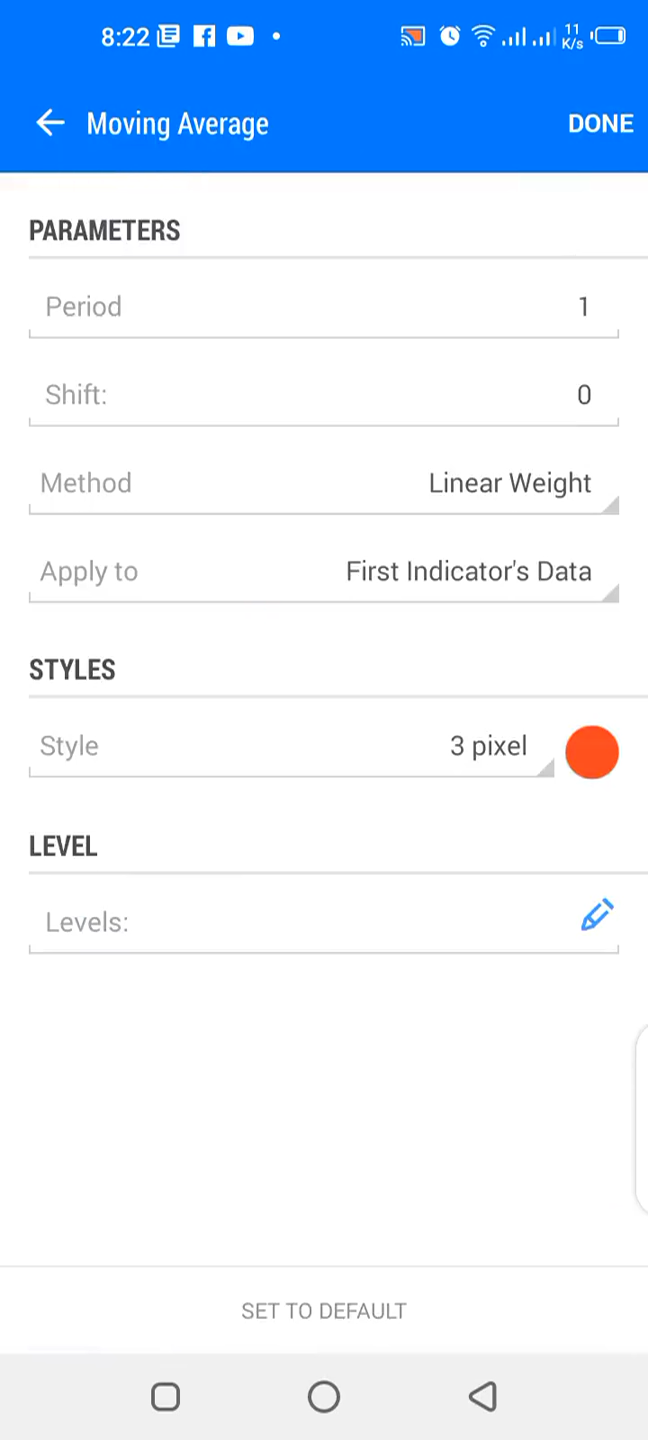 8:22 11 K/s
Moving Average DONE
PARAMETERS
Period 1
Shift: 0
Method Linear Weight
Apply to First Indicator's Data
STYLES
Style 3 pixel
LEVEL
Levels:
SET TO DEFAULT